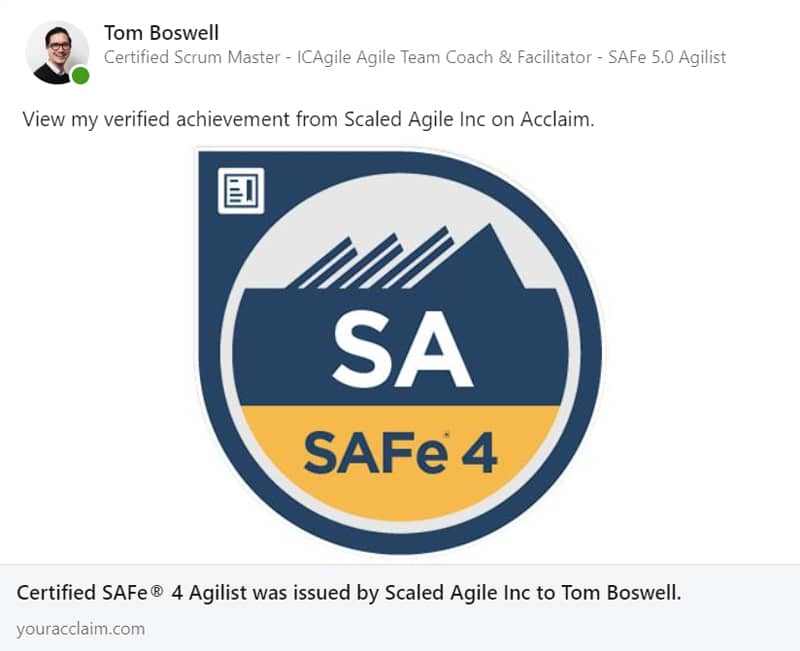 Tom Boswell
Certified Scrum Master - ICAgile Agile Team Coach & Facilitator - SAFe 5.0 Agilist
View my verified achievement from Scaled Agile Inc on Acclaim.
SA
SAFe® 4
Certified SAFe® 4 Agilist was issued by Scaled Agile Inc to Tom Boswell.
youracclaim.com